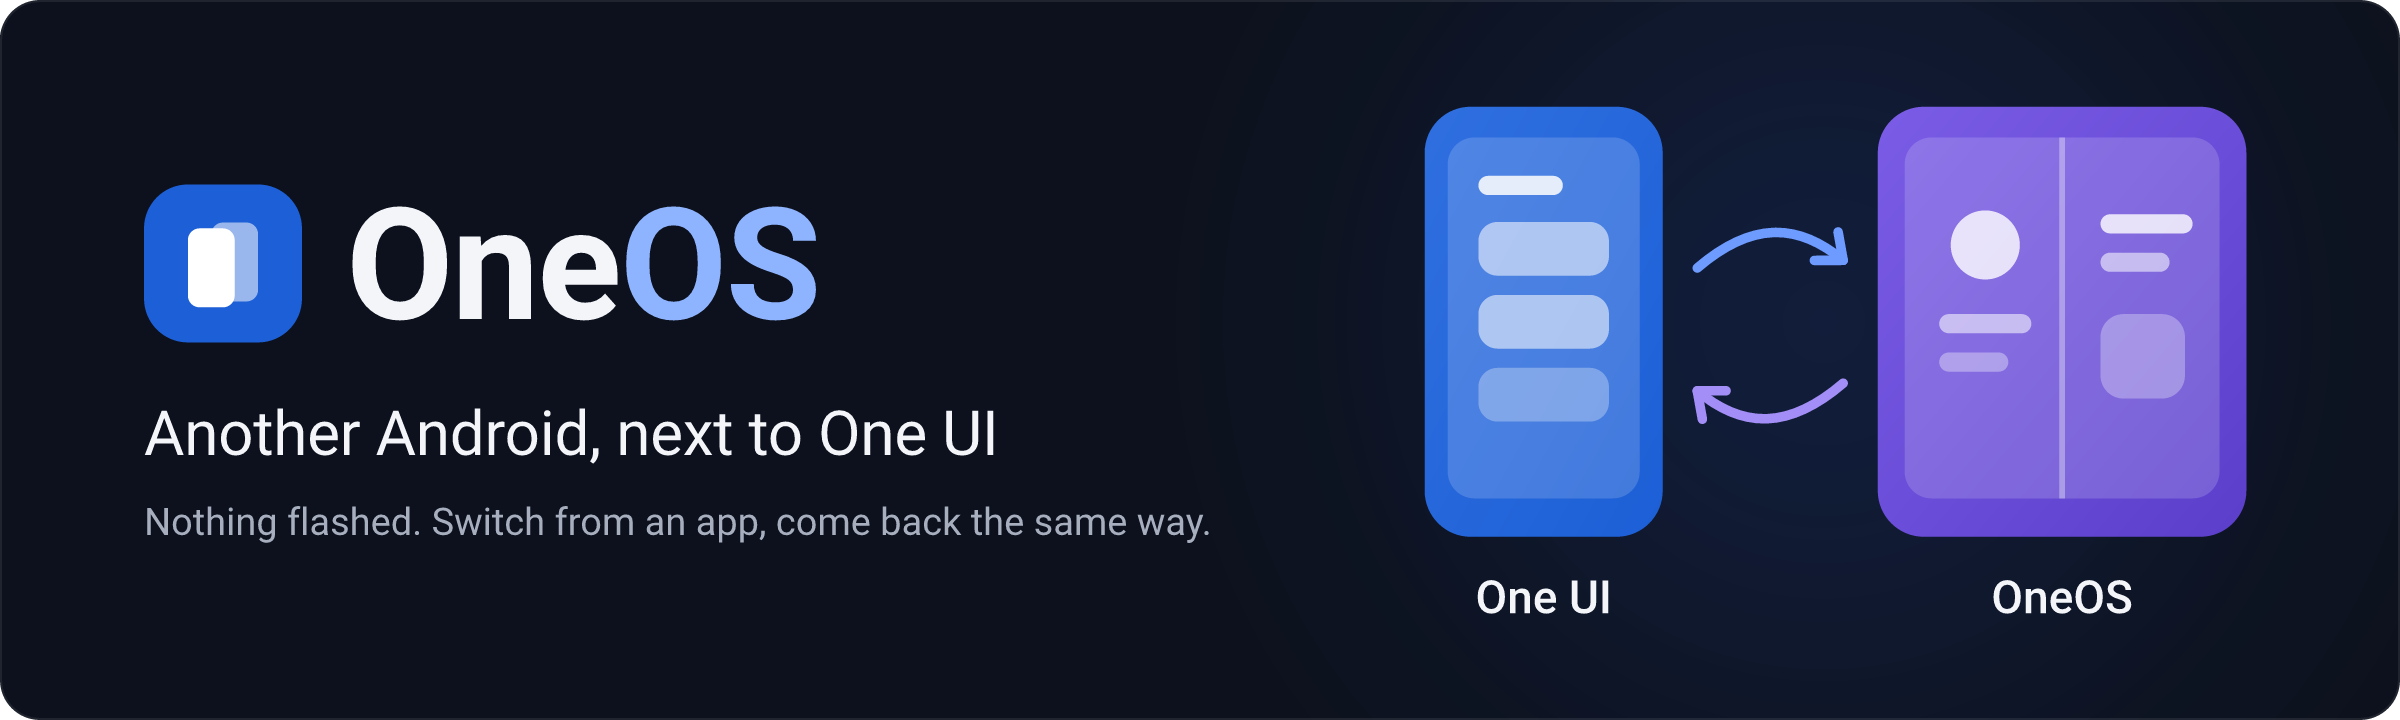 OneOS
Another Android, next to One UI
Nothing flashed. Switch from an app, come back the same way.
One UI
OneOS